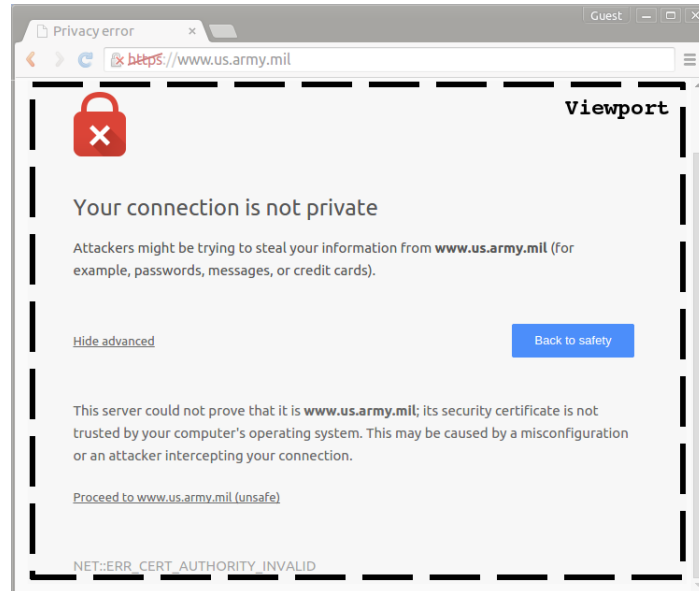 Guest
Privacy error
https://www.us.army.mil
Viewport
Your connection is not private
Attackers might be trying to steal your information from www.us.army.mil (for
example, passwords, messages, or credit cards).
Hide advanced
Back to safety
This server could not prove that it is www.us.army.mil; its security certificate is not
trusted by your computer's operating system. This may be caused by a misconfiguration
or an attacker intercepting your connection.
Proceed to www.us.army.mil (unsafe)
NET::ERR_CERT_AUTHORITY_INVALID